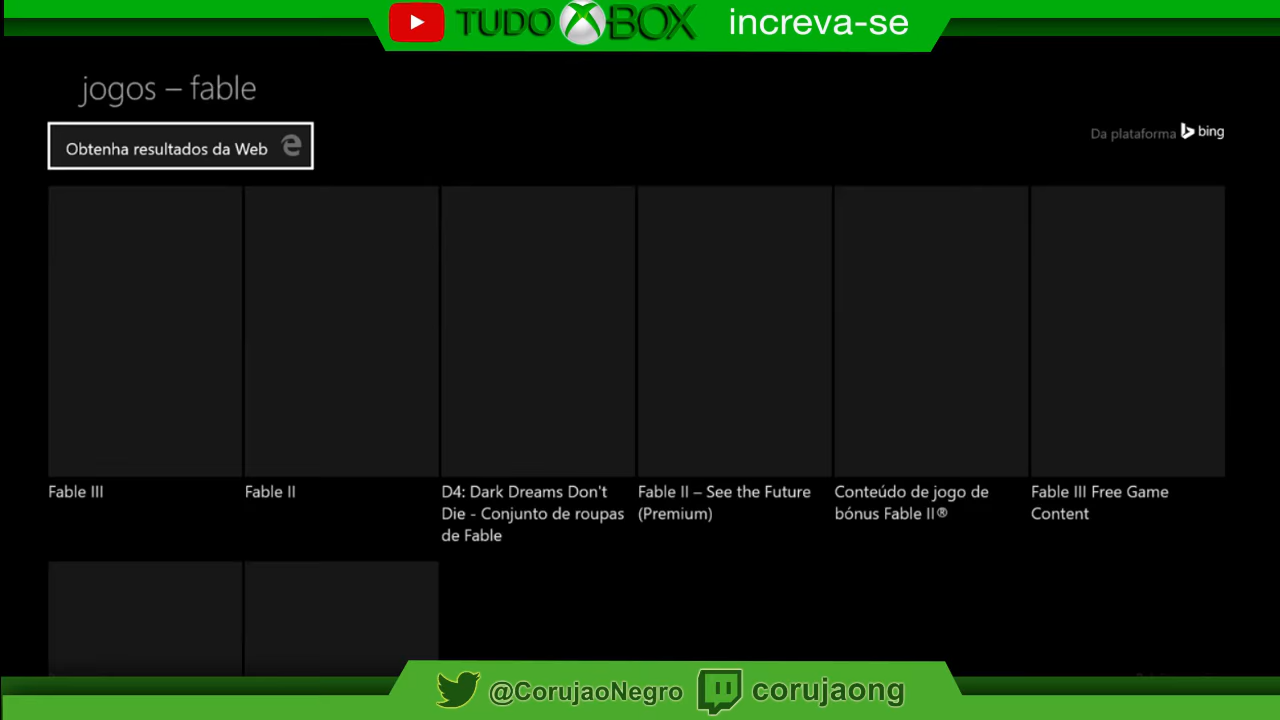 TUDO XBOX increva-se
jogos – fable
Obtenha resultados da Web
Da plataforma bing
Fable III
Fable II
D4: Dark Dreams Don't
Die - Conjunto de roupas
de Fable
Fable II – See the Future
(Premium)
Conteúdo de jogo de
bónus Fable II®
Fable III Free Game
Content
@CorujaoNegro corujaong